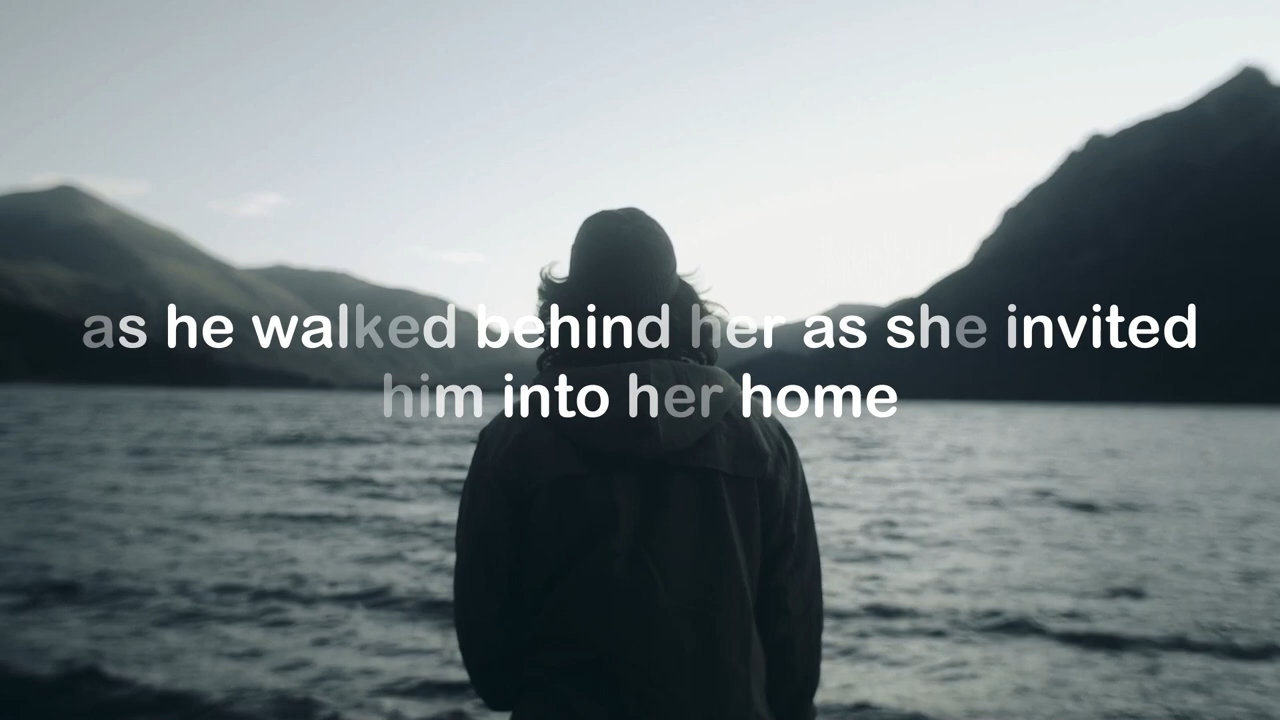 as he walked behind her as she invited
him into her home